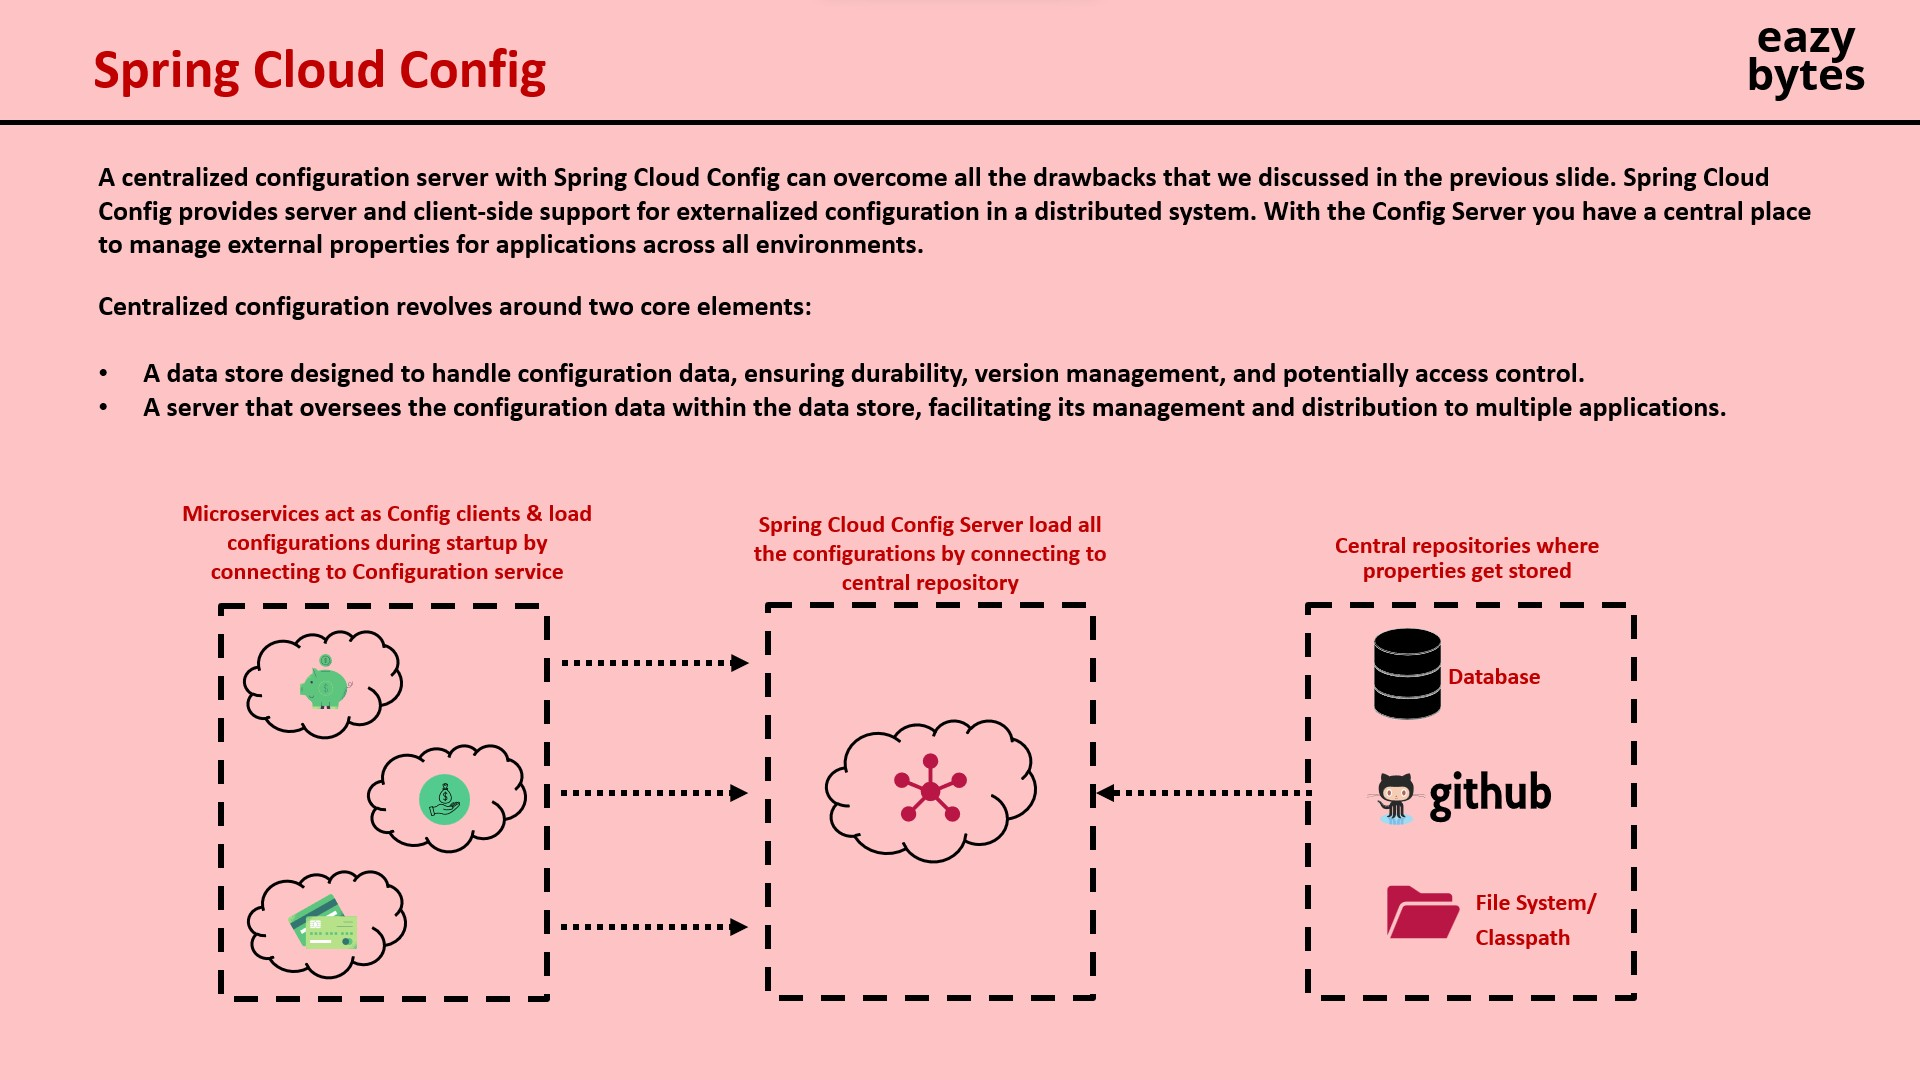 Spring Cloud Config
eazy
bytes
A centralized configuration server with Spring Cloud Config can overcome all the drawbacks that we discussed in the previous slide. Spring Cloud
Config provides server and client-side support for externalized configuration in a distributed system. With the Config Server you have a central place
to manage external properties for applications across all environments.
Centralized configuration revolves around two core elements:
• A data store designed to handle configuration data, ensuring durability, version management, and potentially access control.
• A server that oversees the configuration data within the data store, facilitating its management and distribution to multiple applications.
Microservices act as Config clients & load
configurations during startup by
connecting to Configuration service
Spring Cloud Config Server load all
the configurations by connecting to
central repository
Central repositories where
properties get stored
Database
github
File System/
Classpath